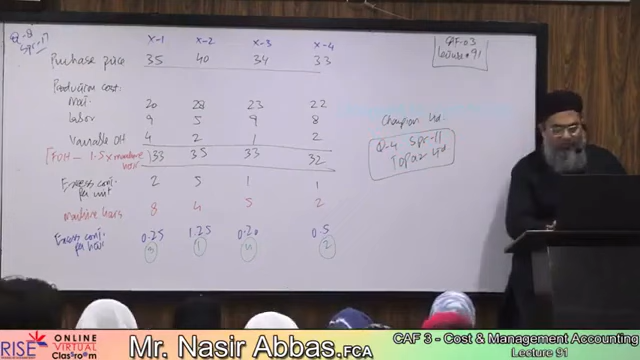 Q-8
Spr-17
X-1 X-2 X-3 X-4
Purchase price 35 40 34 33
Production cost:
Mat. 20 28 23 22
Labor 9 5 9 8
Variable OH 4 2 1 2
[FOH - 1.5 x machine hour] 33 35 33 32
Excess cont. per unit 2 5 1 1
Machine hours 8 4 5 2
Excess cont. per hour 0.25 1.25 0.20 0.5
3 1 4 2
CAF-03
Lecture # 91
Champion Ltd.
Q-4 Spr-11
Topaz Ltd.
RISE
ONLINE
VIRTUAL
Classroom
Mr. Nasir Abbas.FCA
CAF 3 - Cost & Management Accounting
Lecture 91